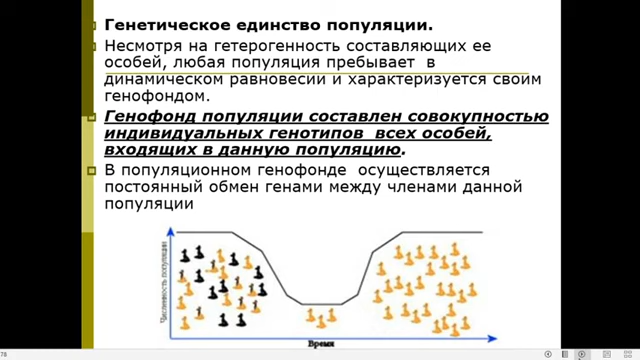 Генетическое единство популяции.
Несмотря на гетерогенность составляющих ее
особей, любая популяция пребывает в
динамическом равновесии и характеризуется своим
генофондом.
Генофонд популяции составлен совокупностью
индивидуальных генотипов всех особей,
входящих в данную популяцию.
В популяционном генофонде осуществляется
постоянный обмен генами между членами данной
популяции
Численность популяции
Время
78